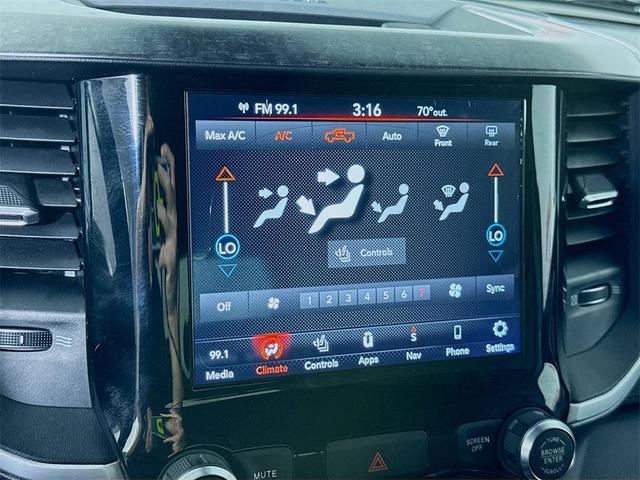 FM 99.1 3:16 70°out.
Max A/C A/C Auto Front Rear
LO LO
Controls
Off 1 2 3 4 5 6 7 Sync
99.1 S
Media Climate Controls Apps Nav Phone Settings
MUTE SCREEN OFF TUNE BROWSE ENTER SCROLL